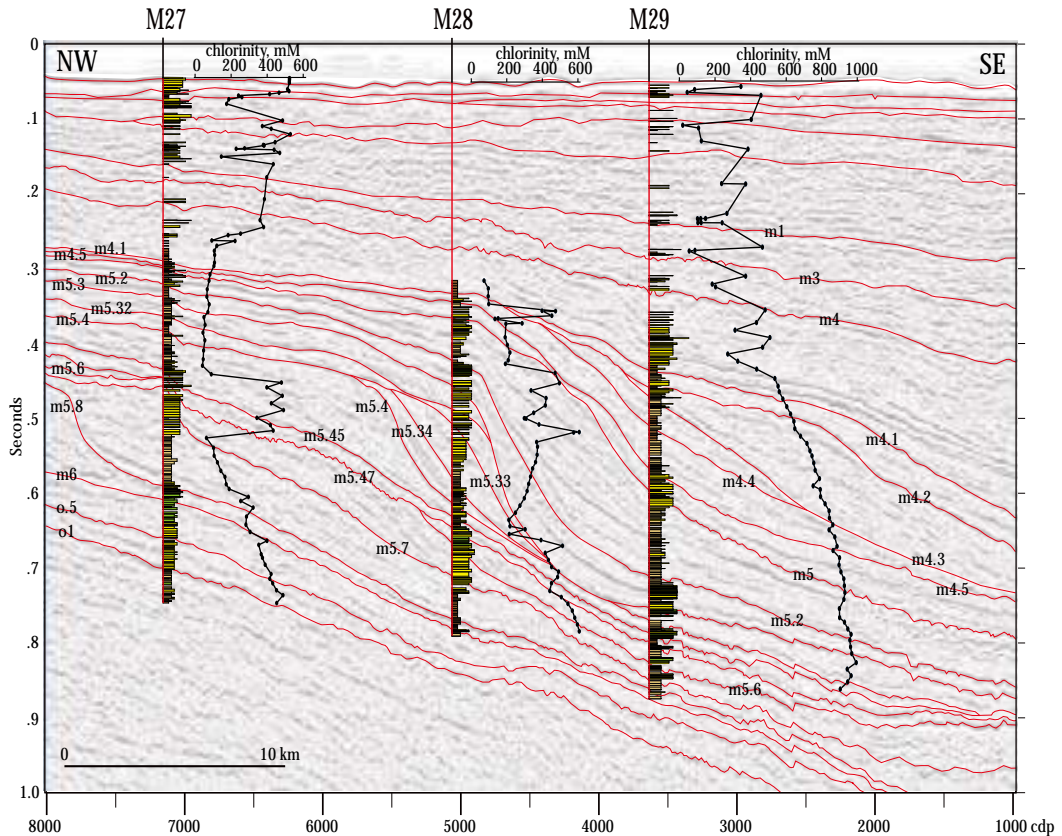 M27 M28 M29
0 NW SE
chlorinity, mM
0 200 400 600
chlorinity, mM
0 200 400 600
chlorinity, mM
0 200 400 600 800 1000
.1
.2
m1
m4.1
m4.5
.3
m5.2
m3
m5.3
m5.32
m4
m5.4
.4
m5.6
m5.8
m5.4
m5.34
m5.45
m4.1
.5
Seconds
m6
m5.47
m5.33
m4.4
m4.2
.6
o.5
o1
m5.7
m5
m4.3
m4.5
.7
m5.2
.8
m5.6
.9
0 10 km
1.0
8000 7000 6000 5000 4000 3000 2000 1000 cdp